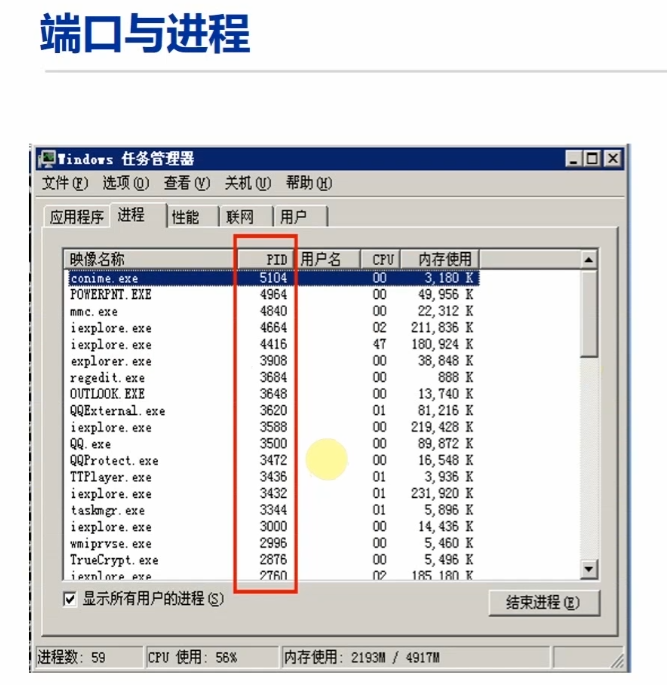 端口与进程
Windows 任务管理器
文件(F) 选项(O) 查看(V) 关机(U) 帮助(H)
应用程序 进程 性能 联网 用户
映像名称 PID 用户名 CPU 内存使用
conime.exe 5104 00 3,180 K
POWERPNT.EXE 4964 00 49,956 K
mmc.exe 4840 00 22,312 K
iexplore.exe 4664 02 211,836 K
iexplore.exe 4416 47 180,924 K
explorer.exe 3908 00 38,848 K
regedit.exe 3684 00 888 K
OUTLOOK.EXE 3648 00 13,740 K
QQExternal.exe 3620 01 81,216 K
iexplore.exe 3588 00 219,428 K
QQ.exe 3500 00 89,872 K
QQProtect.exe 3472 00 16,548 K
TTPlayer.exe 3436 01 3,936 K
iexplore.exe 3432 01 231,920 K
taskmgr.exe 3344 01 5,896 K
iexplore.exe 3000 00 14,436 K
wmiprvse.exe 2996 00 5,460 K
TrueCrypt.exe 2876 00 5,496 K
iexplore.exe 2760 02 185,180 K
显示所有用户的进程(S)
结束进程(E)
进程数: 59 CPU 使用: 56% 内存使用: 2193M / 4917M